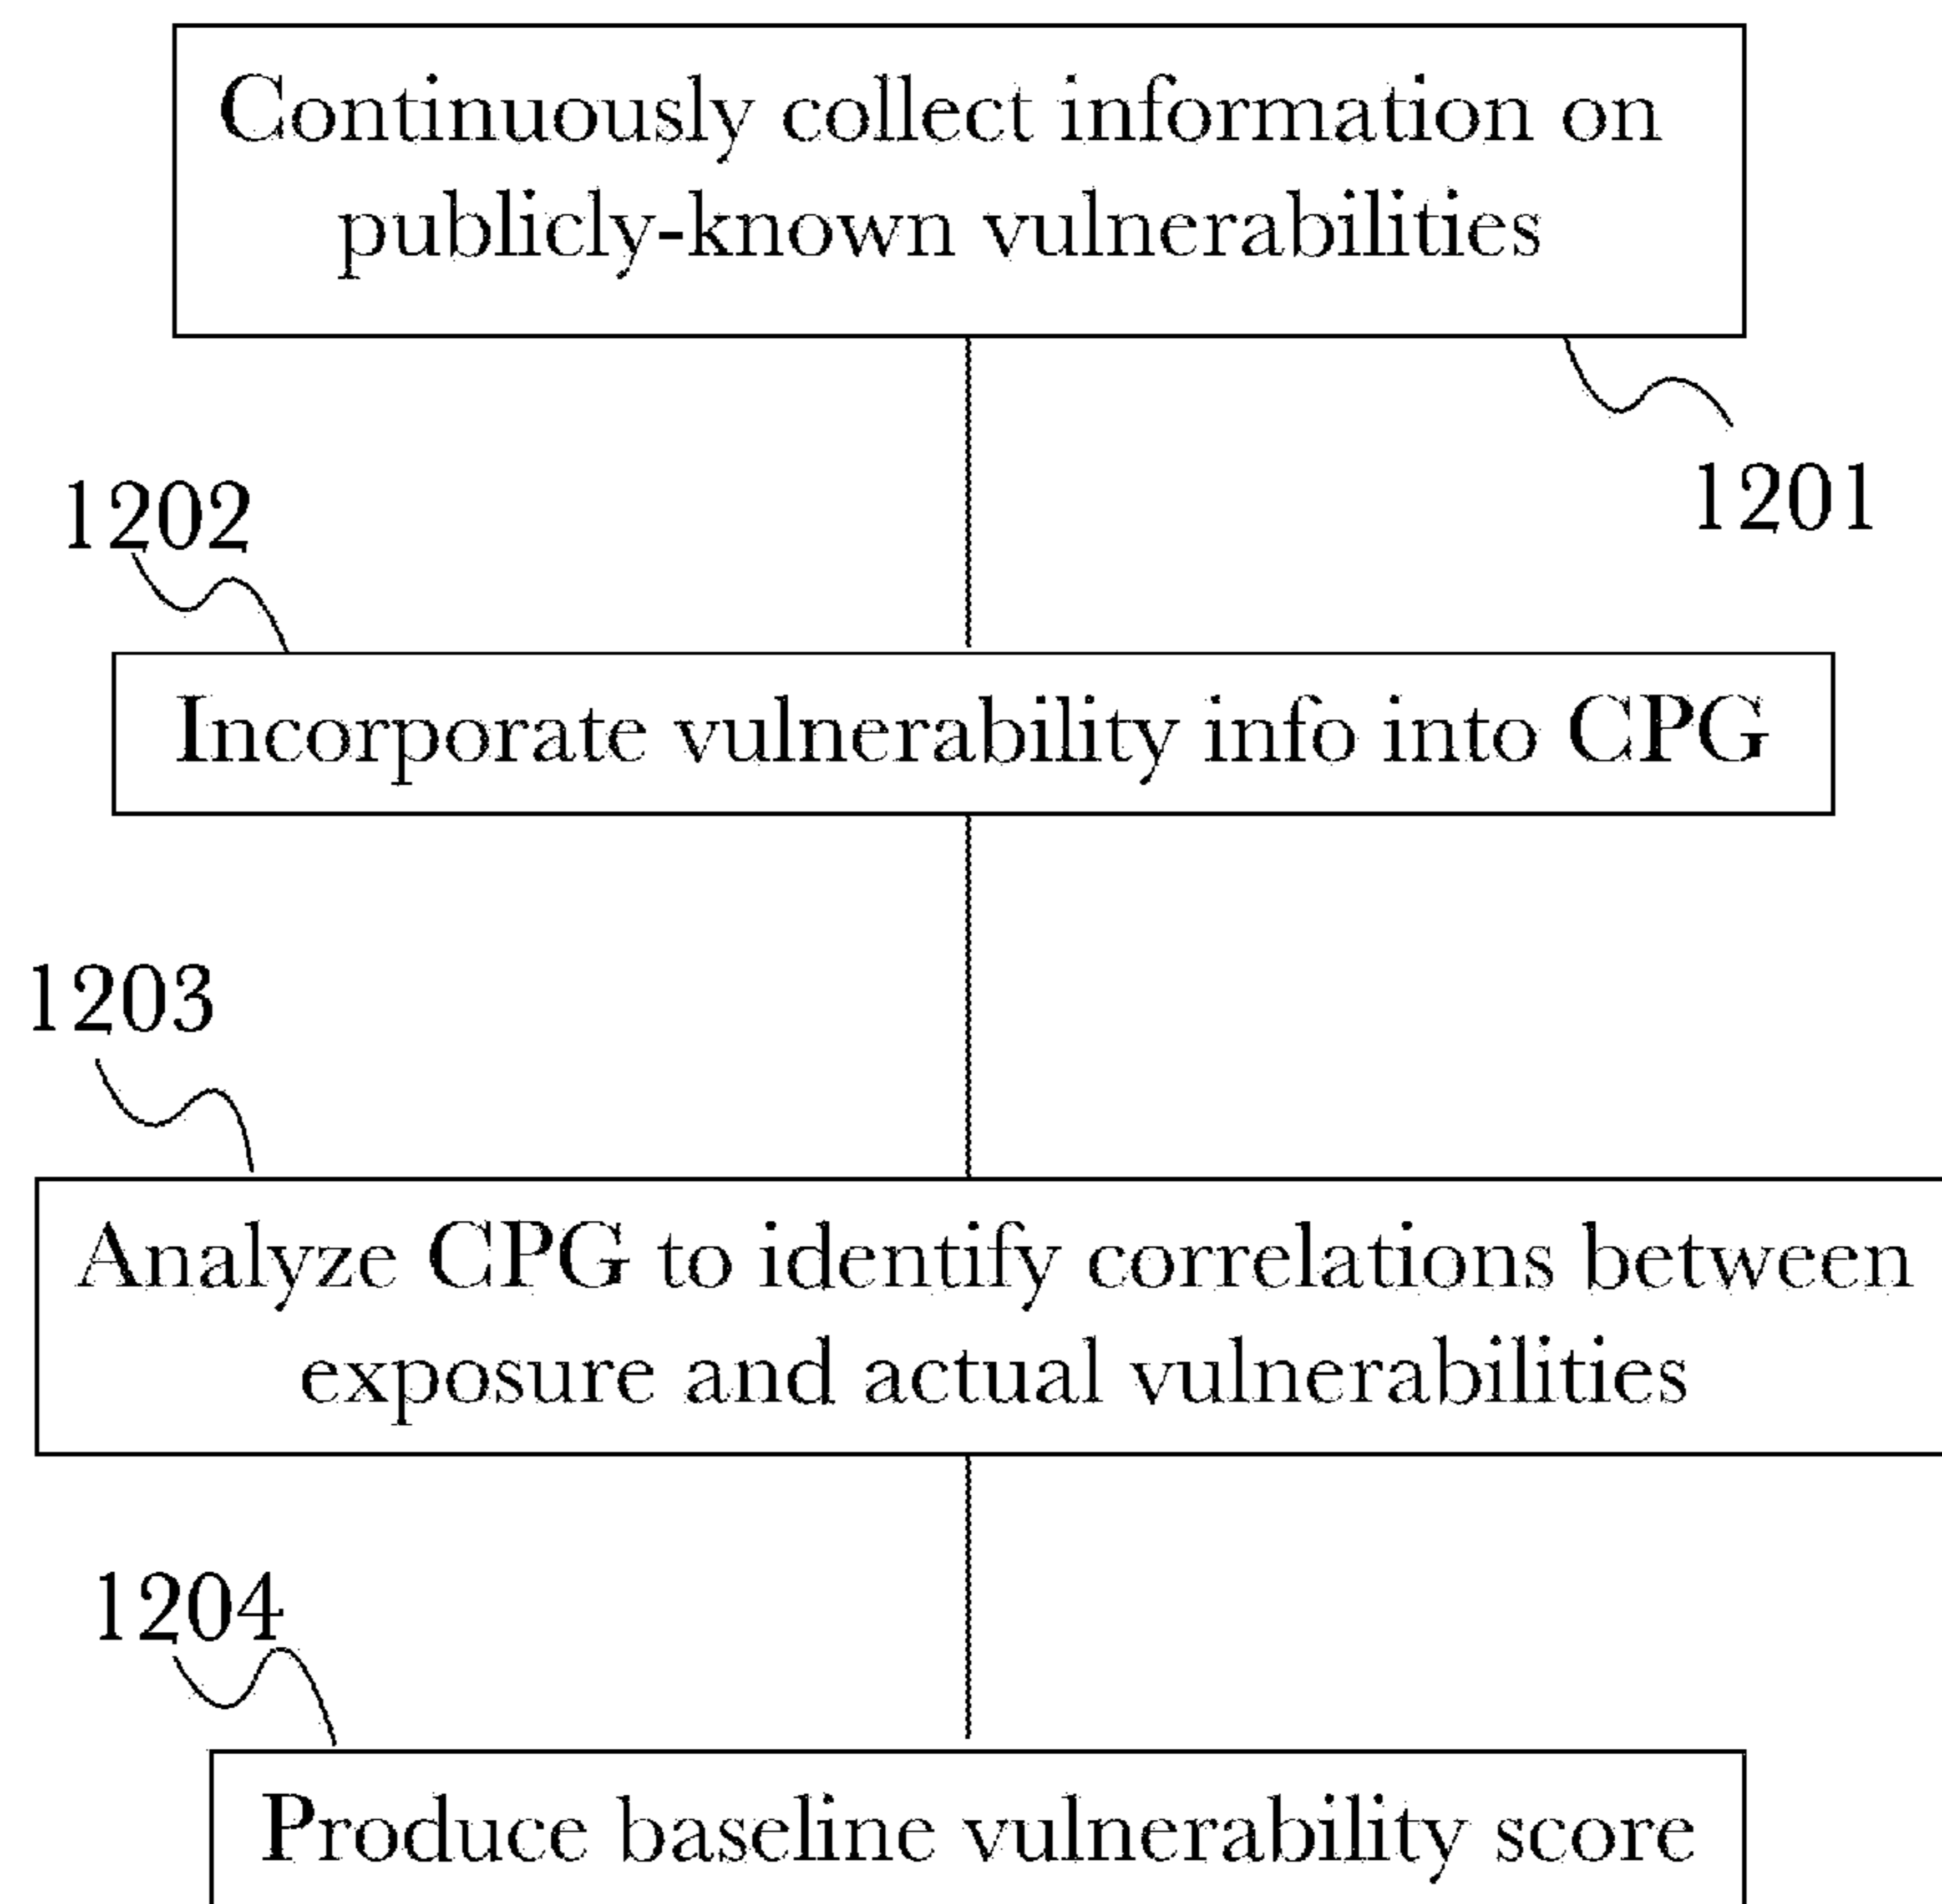 Continuously collect information on
publicly-known vulnerabilities
1201
1202
Incorporate vulnerability info into CPG
1203
Analyze CPG to identify correlations between
exposure and actual vulnerabilities
1204
Produce baseline vulnerability score